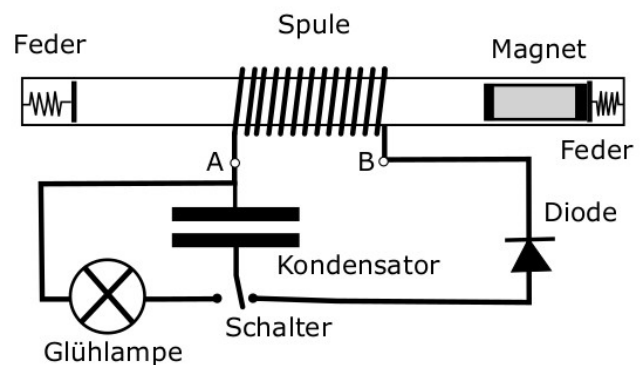 Spule
Feder
Magnet
Feder
A
B
Diode
Kondensator
Schalter
Glühlampe